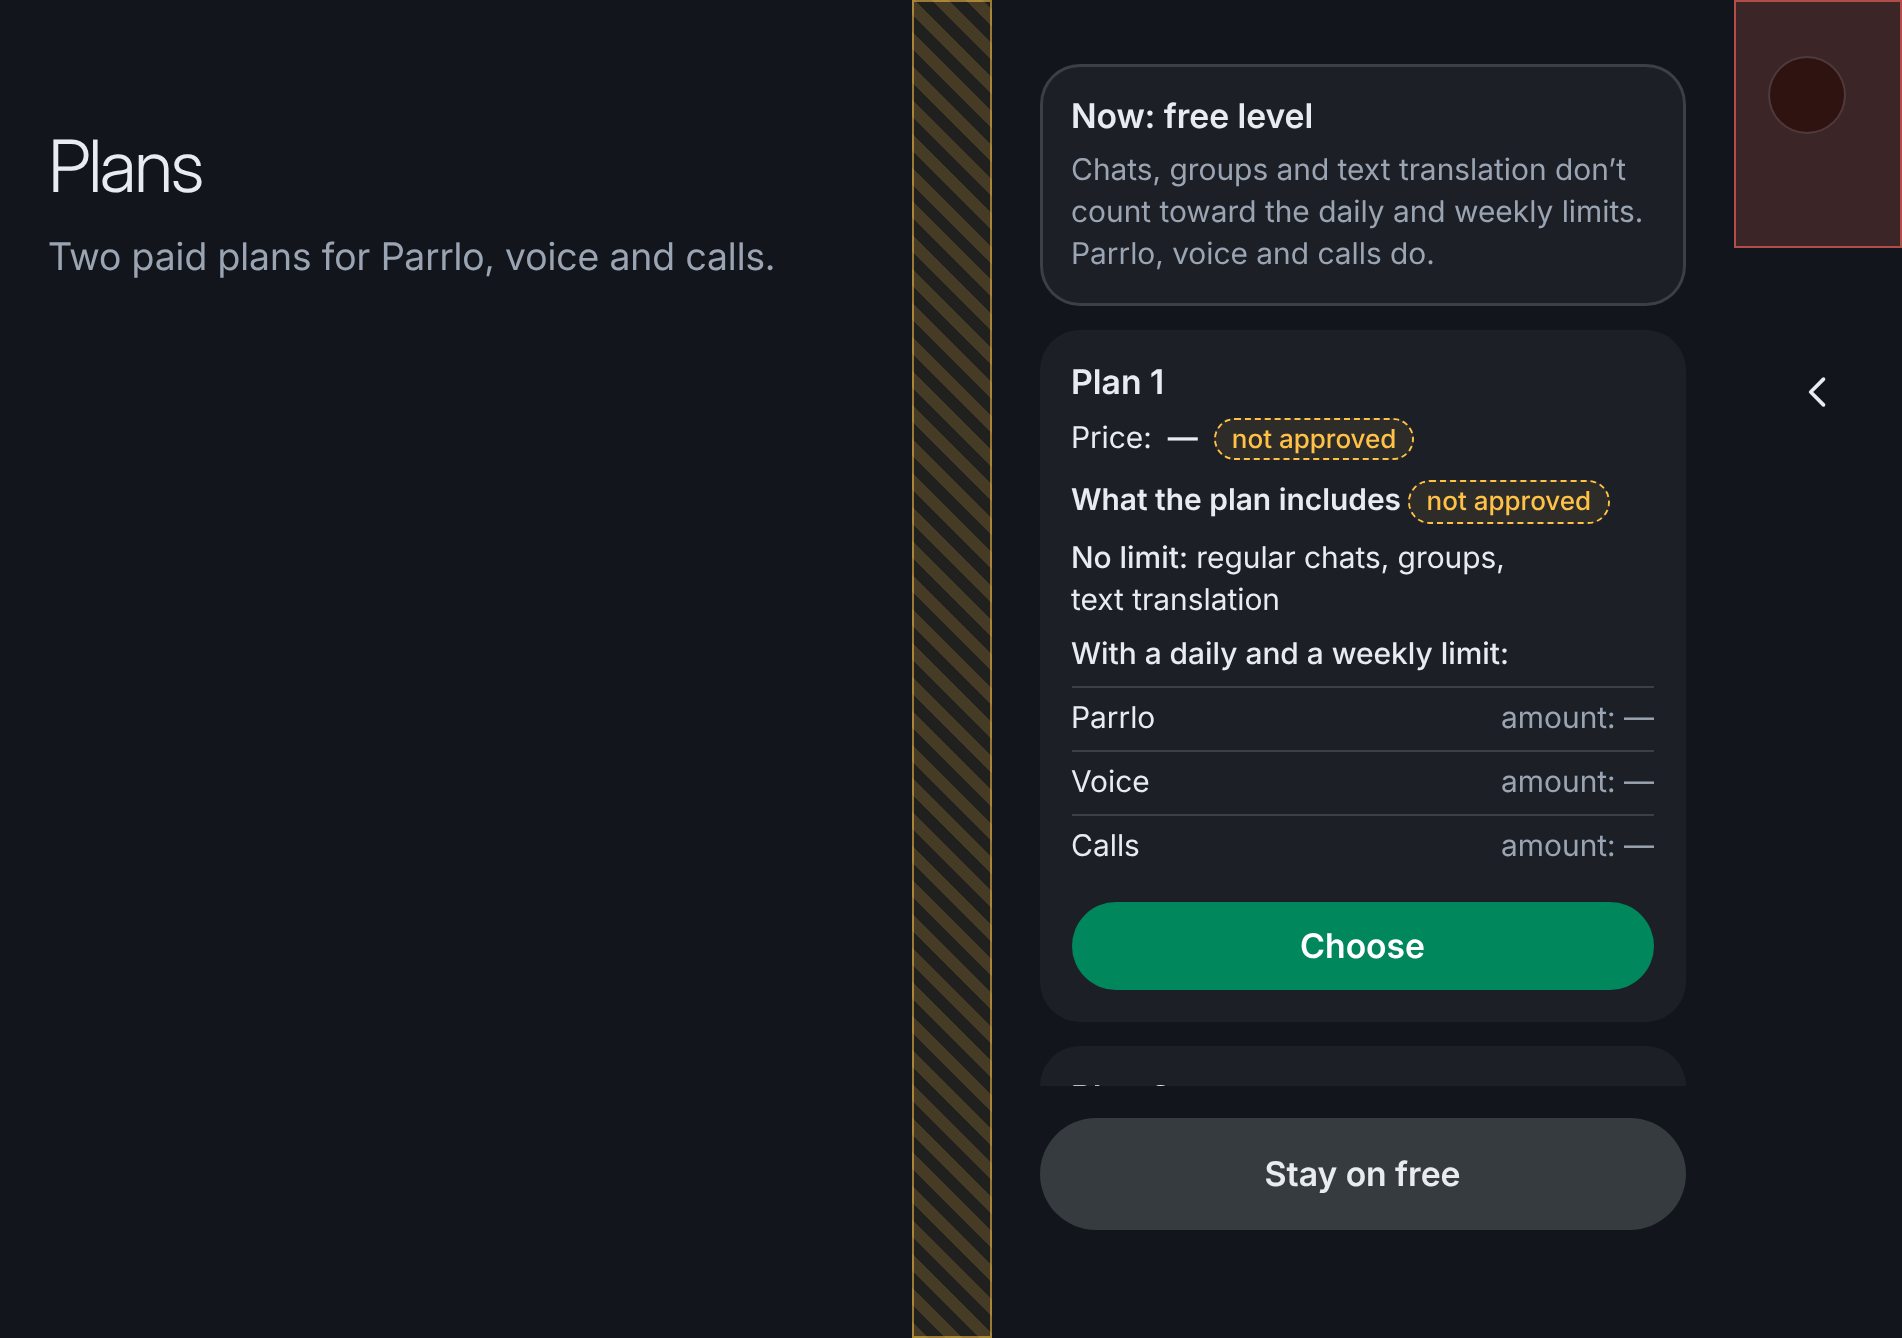 Plans
Two paid plans for Parrlo, voice and calls.
Now: free level
Chats, groups and text translation don’t
count toward the daily and weekly limits.
Parrlo, voice and calls do.
Plan 1
Price: — not approved
What the plan includes not approved
No limit: regular chats, groups,
text translation
With a daily and a weekly limit:
Parrlo amount: —
Voice amount: —
Calls amount: —
Choose
Stay on free